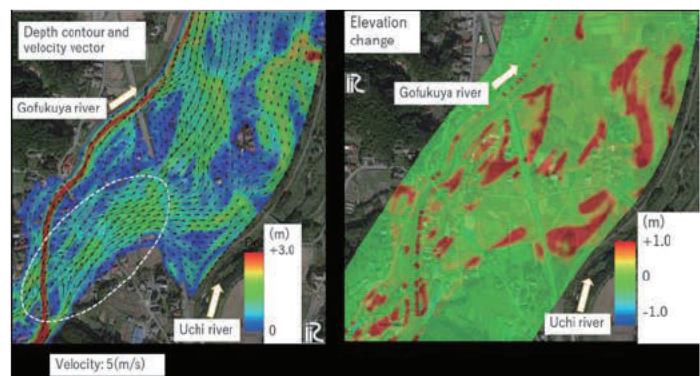 Depth contour and
velocity vector
Gofukuya river
(m)
+3.0
0
Uchi river
Velocity: 5(m/s)
Elevation
change
Gofukuya river
(m)
+1.0
0
-1.0
Uchi river